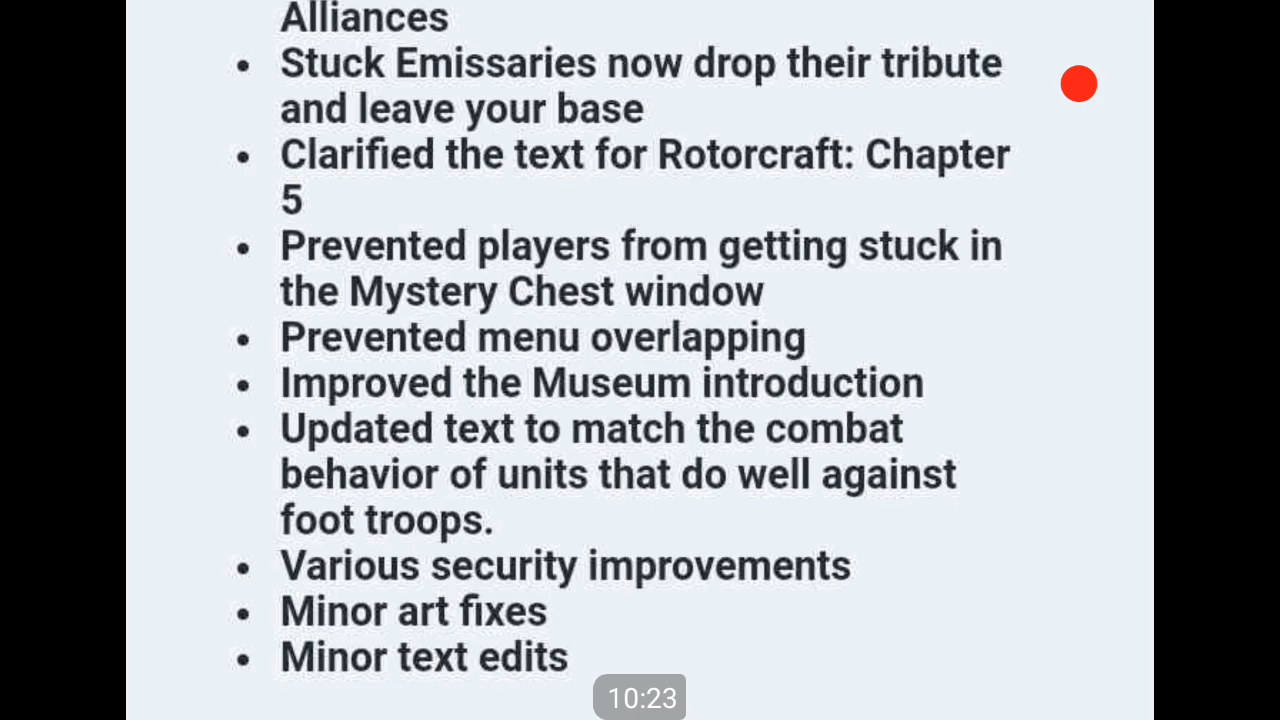 Alliances
• Stuck Emissaries now drop their tribute
and leave your base
• Clarified the text for Rotorcraft: Chapter
5
• Prevented players from getting stuck in
the Mystery Chest window
• Prevented menu overlapping
• Improved the Museum introduction
• Updated text to match the combat
behavior of units that do well against
foot troops.
• Various security improvements
• Minor art fixes
• Minor text edits
10:23